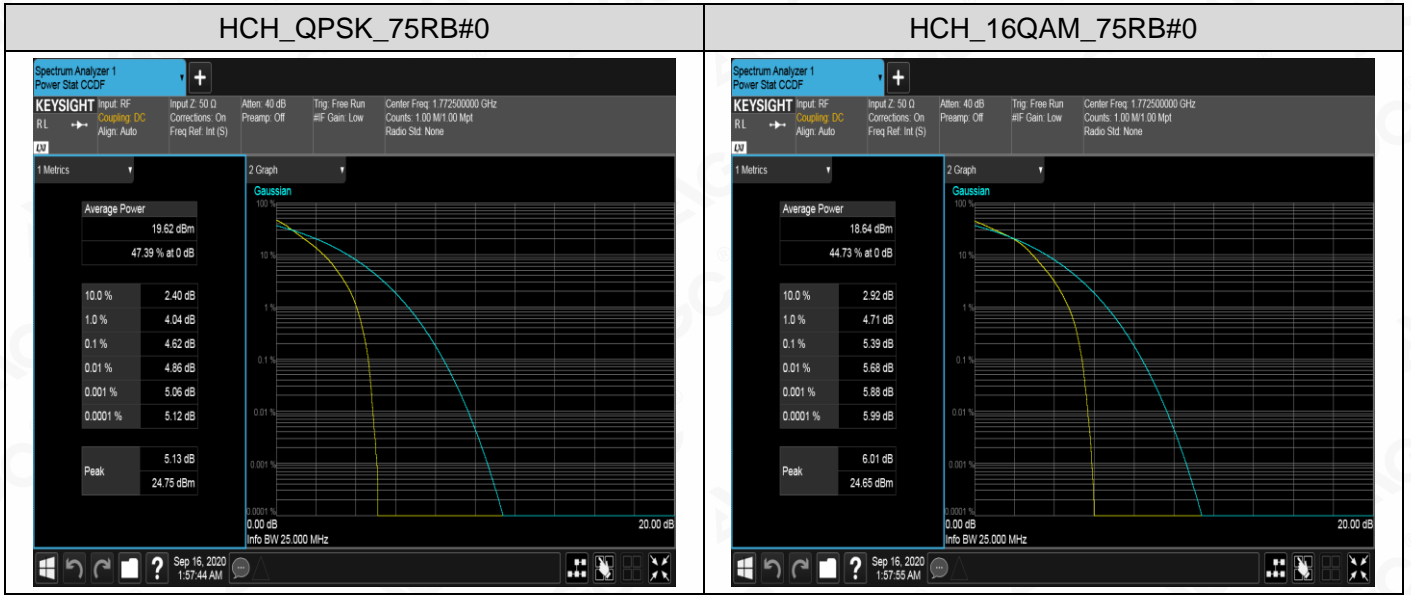 HCH_QPSK_75RB#0
Spectrum Analyzer 1
Power Stat CCDF
KEYSIGHT
Input: RF
Coupling: DC
Align: Auto
Input Z: 50 Ω
Corrections: On
Freq Ref: Int (S)
Atten: 40 dB
Preamp: Off
Trig: Free Run
#IF Gain: Low
Center Freq: 1.772500000 GHz
Counts: 1.00 M/1.00 Mpt
Radio Std: None
RL
LXI
1 Metrics
Average Power
19.62 dBm
47.39 % at 0 dB
10.0 % 2.40 dB
1.0 % 4.04 dB
0.1 % 4.62 dB
0.01 % 4.86 dB
0.001 % 5.06 dB
0.0001 % 5.12 dB
Peak
5.13 dB
24.75 dBm
2 Graph
Gaussian
100 %
10 %
1 %
0.1 %
0.01 %
0.001 %
0.0001 %
0.00 dB 20.00 dB
Info BW 25.000 MHz
Sep 16, 2020
1:57:44 AM
HCH_16QAM_75RB#0
Spectrum Analyzer 1
Power Stat CCDF
KEYSIGHT
Input: RF
Coupling: DC
Align: Auto
Input Z: 50 Ω
Corrections: On
Freq Ref: Int (S)
Atten: 40 dB
Preamp: Off
Trig: Free Run
#IF Gain: Low
Center Freq: 1.772500000 GHz
Counts: 1.00 M/1.00 Mpt
Radio Std: None
RL
LXI
1 Metrics
Average Power
18.64 dBm
44.73 % at 0 dB
10.0 % 2.92 dB
1.0 % 4.71 dB
0.1 % 5.39 dB
0.01 % 5.68 dB
0.001 % 5.88 dB
0.0001 % 5.99 dB
Peak
6.01 dB
24.65 dBm
2 Graph
Gaussian
100 %
10 %
1 %
0.1 %
0.01 %
0.001 %
0.0001 %
0.00 dB 20.00 dB
Info BW 25.000 MHz
Sep 16, 2020
1:57:55 AM